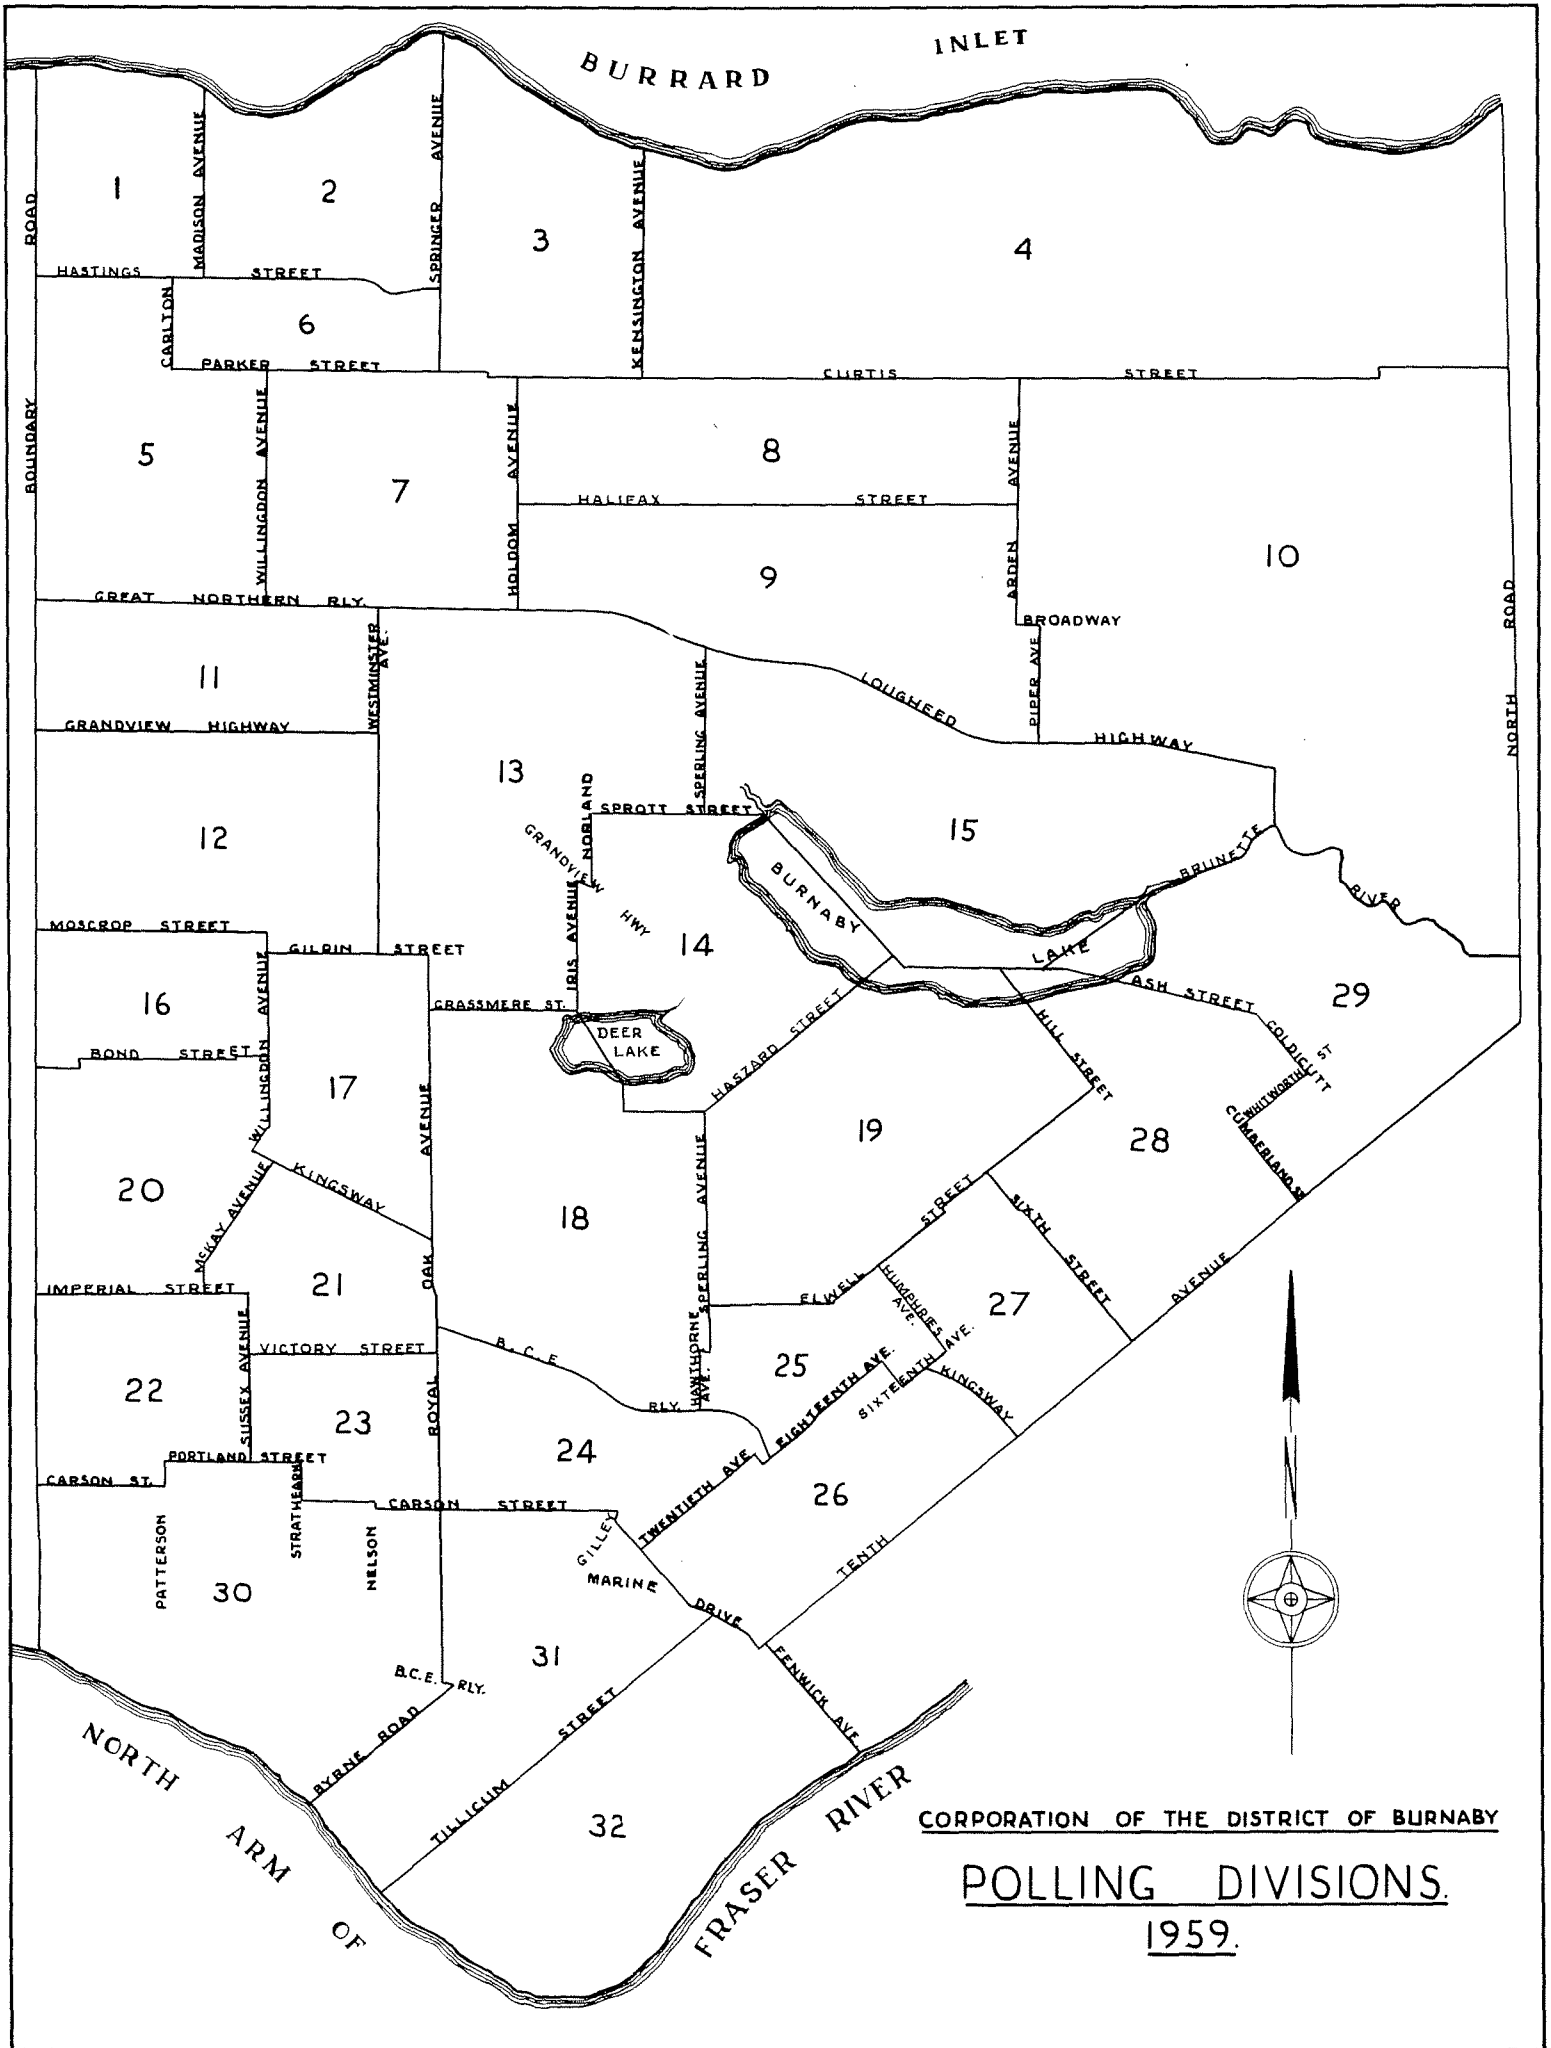 BURRARD INLET
1
2
3
4
ROAD
MADISON AVENUE
SPRINGER AVENUE
KENSINGTON AVENUE
HASTINGS STREET
CARLTON
6
PARKER STREET
CURTIS STREET
BOUNDARY
5
WILLINGDON AVENUE
7
HOLDOM AVENUE
8
HALIFAX STREET
ARDEN AVENUE
9
10
GREAT NORTHERN RLY.
BROADWAY
PIPER AVE
NORTH ROAD
11
WESTMINSTER AVE.
GRANDVIEW HIGHWAY
SPERLING AVENUE
LOUGHEED HIGHWAY
12
13
NORLAND
SPROTT STREET
GRANDVIEW HWY
15
BURNABY LAKE
BRUNETTE RIVER
MOSCROP STREET
GILPIN STREET
IRIS AVENUE
14
16
WILLINGDON AVENUE
GRASSMERE ST.
DEER LAKE
HASZARD STREET
HILL STREET
ASH STREET
29
COLDICUTT ST
WHITWORTH
CUMBERLAND ST
BOND STREET
17
ROYAL OAK AVENUE
19
28
20
MCKAY AVENUE
KINGSWAY
18
SPERLING AVENUE
ELWELL STREET
SIXTH STREET
IMPERIAL STREET
21
HUMPHRIES AVE.
27
TENTH AVENUE
VICTORY STREET
B.C.E. RLY.
HAWTHORNE AVE.
25
EIGHTEENTH AVE.
SIXTEENTH AVE.
KINGSWAY
22
SUSSEX AVENUE
23
24
TWENTIETH AVE
26
PORTLAND STREET
CARSON ST.
STRATHEARN
CARSON STREET
GILLEY
PATTERSON
NELSON
MARINE DRIVE
30
31
FENWICK AVE.
B.C.E. RLY.
BYRNE ROAD
TILLICUM STREET
32
NORTH ARM OF FRASER RIVER
N
CORPORATION OF THE DISTRICT OF BURNABY
POLLING DIVISIONS.
1959.